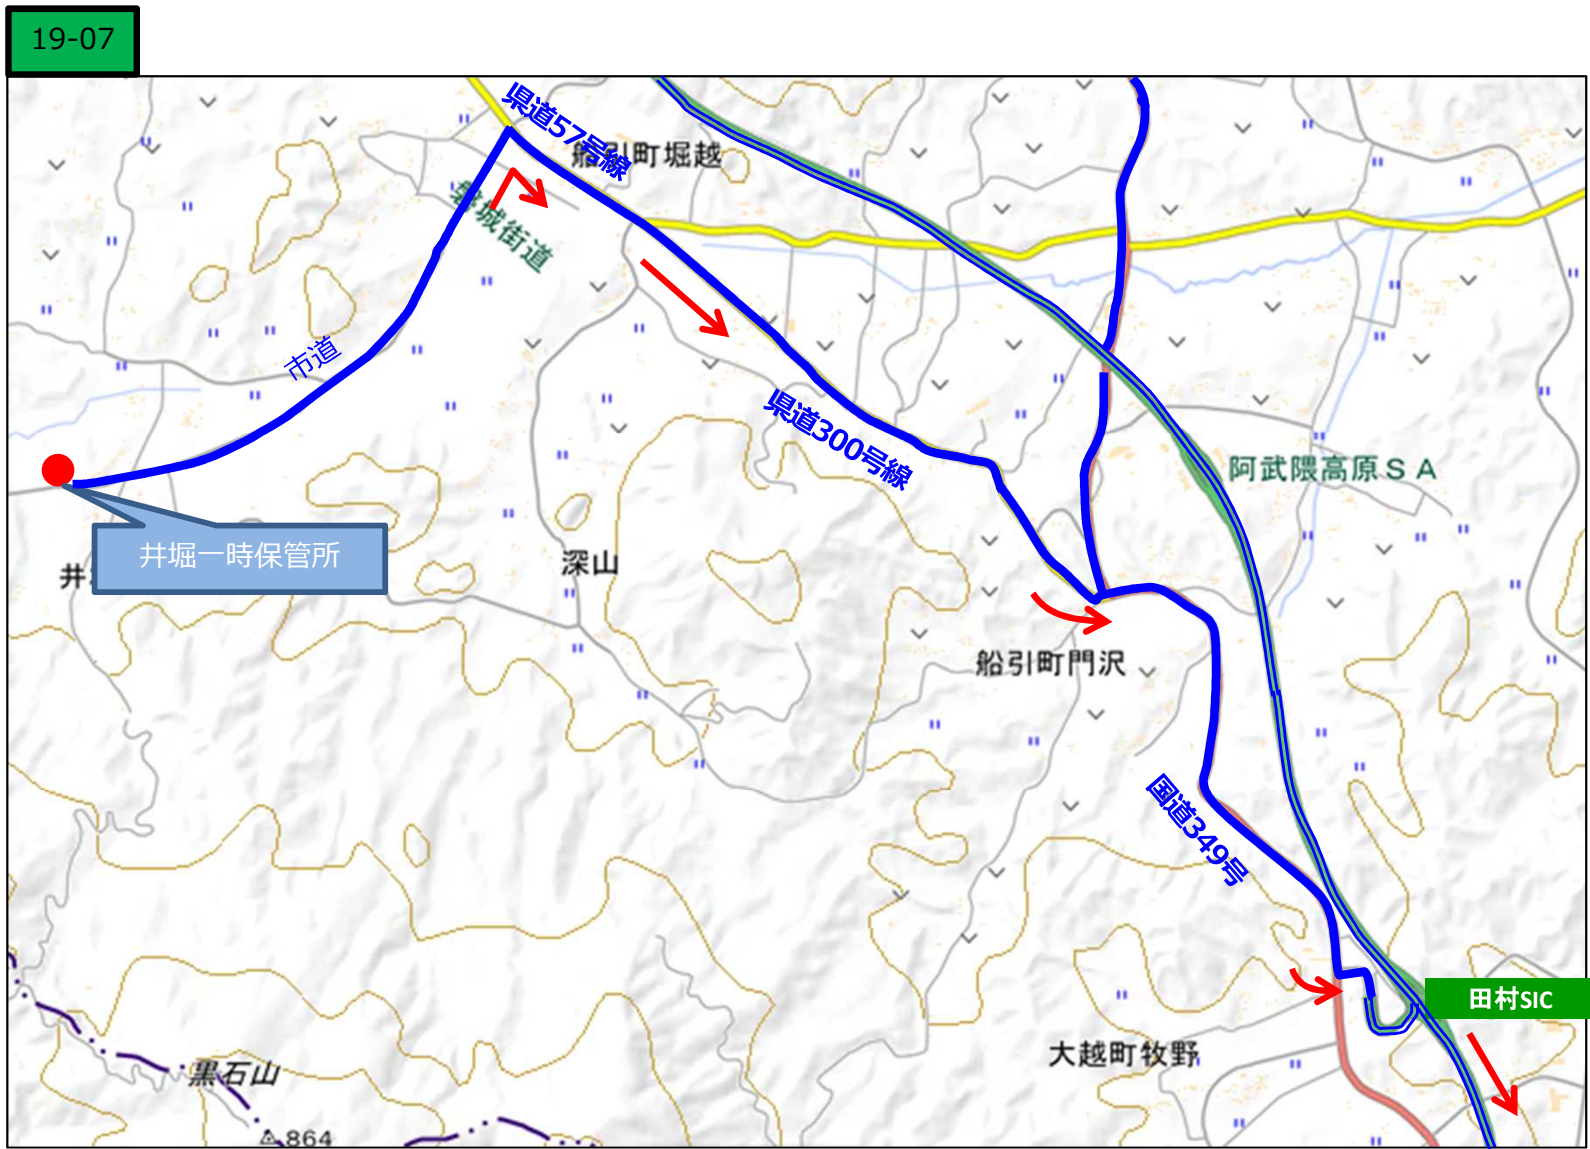 19-07
県道57号線
船引町堀越
磐城街道
市道
県道300号線
阿武隈高原SA
井堀一時保管所
井
深山
船引町門沢
国道349号
田村SIC
大越町牧野
黒石山
864